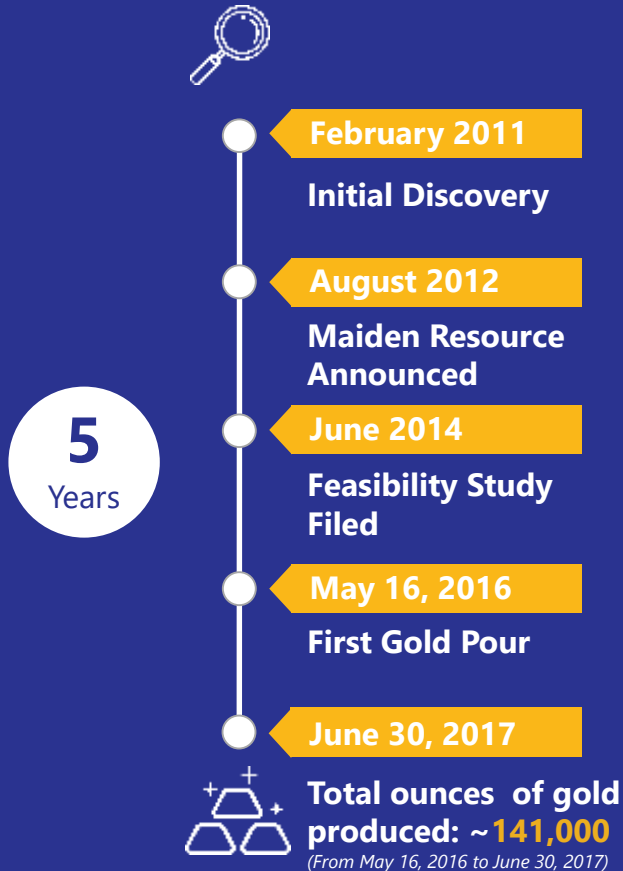 February 2011
Initial Discovery
August 2012
Maiden Resource
Announced
5
Years
June 2014
Feasibility Study
Filed
May 16, 2016
First Gold Pour
June 30, 2017
Total ounces of gold
produced: ~141,000
(From May 16, 2016 to June 30, 2017)